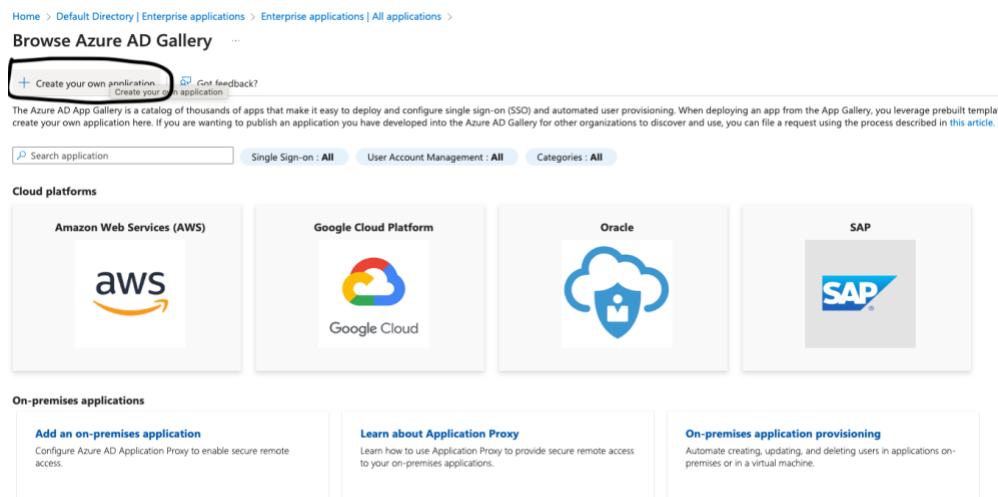 Home > Default Directory | Enterprise applications > Enterprise applications | All applications >
Browse Azure AD Gallery ...
+ Create your own application Got feedback?
Create your own application
The Azure AD App Gallery is a catalog of thousands of apps that make it easy to deploy and configure single sign-on (SSO) and automated user provisioning. When deploying an app from the App Gallery, you leverage prebuilt templa
create your own application here. If you are wanting to publish an application you have developed into the Azure AD Gallery for other organizations to discover and use, you can file a request using the process described in this article.
Search application Single Sign-on : All User Account Management : All Categories : All
Cloud platforms
Amazon Web Services (AWS) Google Cloud Platform Oracle SAP
aws SAP
Google Cloud
On-premises applications
Add an on-premises application Learn about Application Proxy On-premises application provisioning
Configure Azure AD Application Proxy to enable secure remote Learn how to use Application Proxy to provide secure remote access Automate creating, updating, and deleting users in applications on-
access. to your on-premises applications. premises or in a virtual machine.